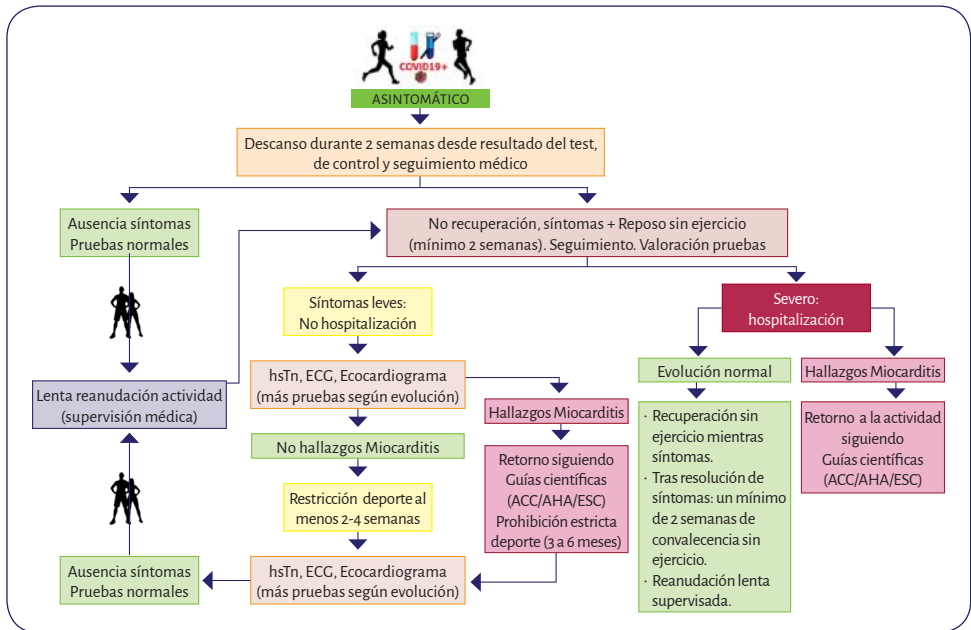 COVID19+
ASINTOMÁTICO
Descanso durante 2 semanas desde resultado del test,
de control y seguimiento médico
Ausencia síntomas
Pruebas normales
No recuperación, síntomas + Reposo sin ejercicio
(mínimo 2 semanas). Seguimiento. Valoración pruebas
Síntomas leves:
No hospitalización
Severo:
hospitalización
hsTn, ECG, Ecocardiograma
(más pruebas según evolución)
Evolución normal
Hallazgos Miocarditis
Lenta reanudación actividad
(supervisión médica)
Hallazgos Miocarditis
No hallazgos Miocarditis
Retorno siguiendo
Guías científicas
(ACC/AHA/ESC)
Prohibición estricta
deporte (3 a 6 meses)
· Recuperación sin
ejercicio mientras
síntomas.
· Tras resolución de
síntomas: un mínimo
de 2 semanas de
convalecencia sin
ejercicio.
· Reanudación lenta
supervisada.
Retorno a la actividad
siguiendo
Guías científicas
(ACC/AHA/ESC)
Restricción deporte al
menos 2-4 semanas
Ausencia síntomas
Pruebas normales
hsTn, ECG, Ecocardiograma
(más pruebas según evolución)